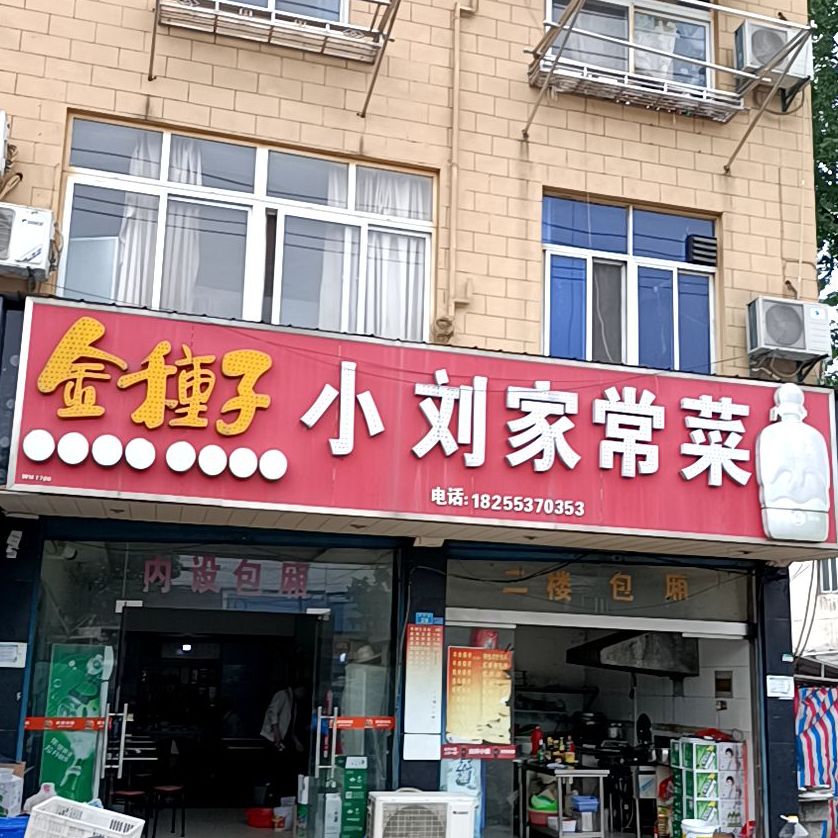 金種子
小刘家常菜
电话: 18255370353
内设包厢
二楼 包厢